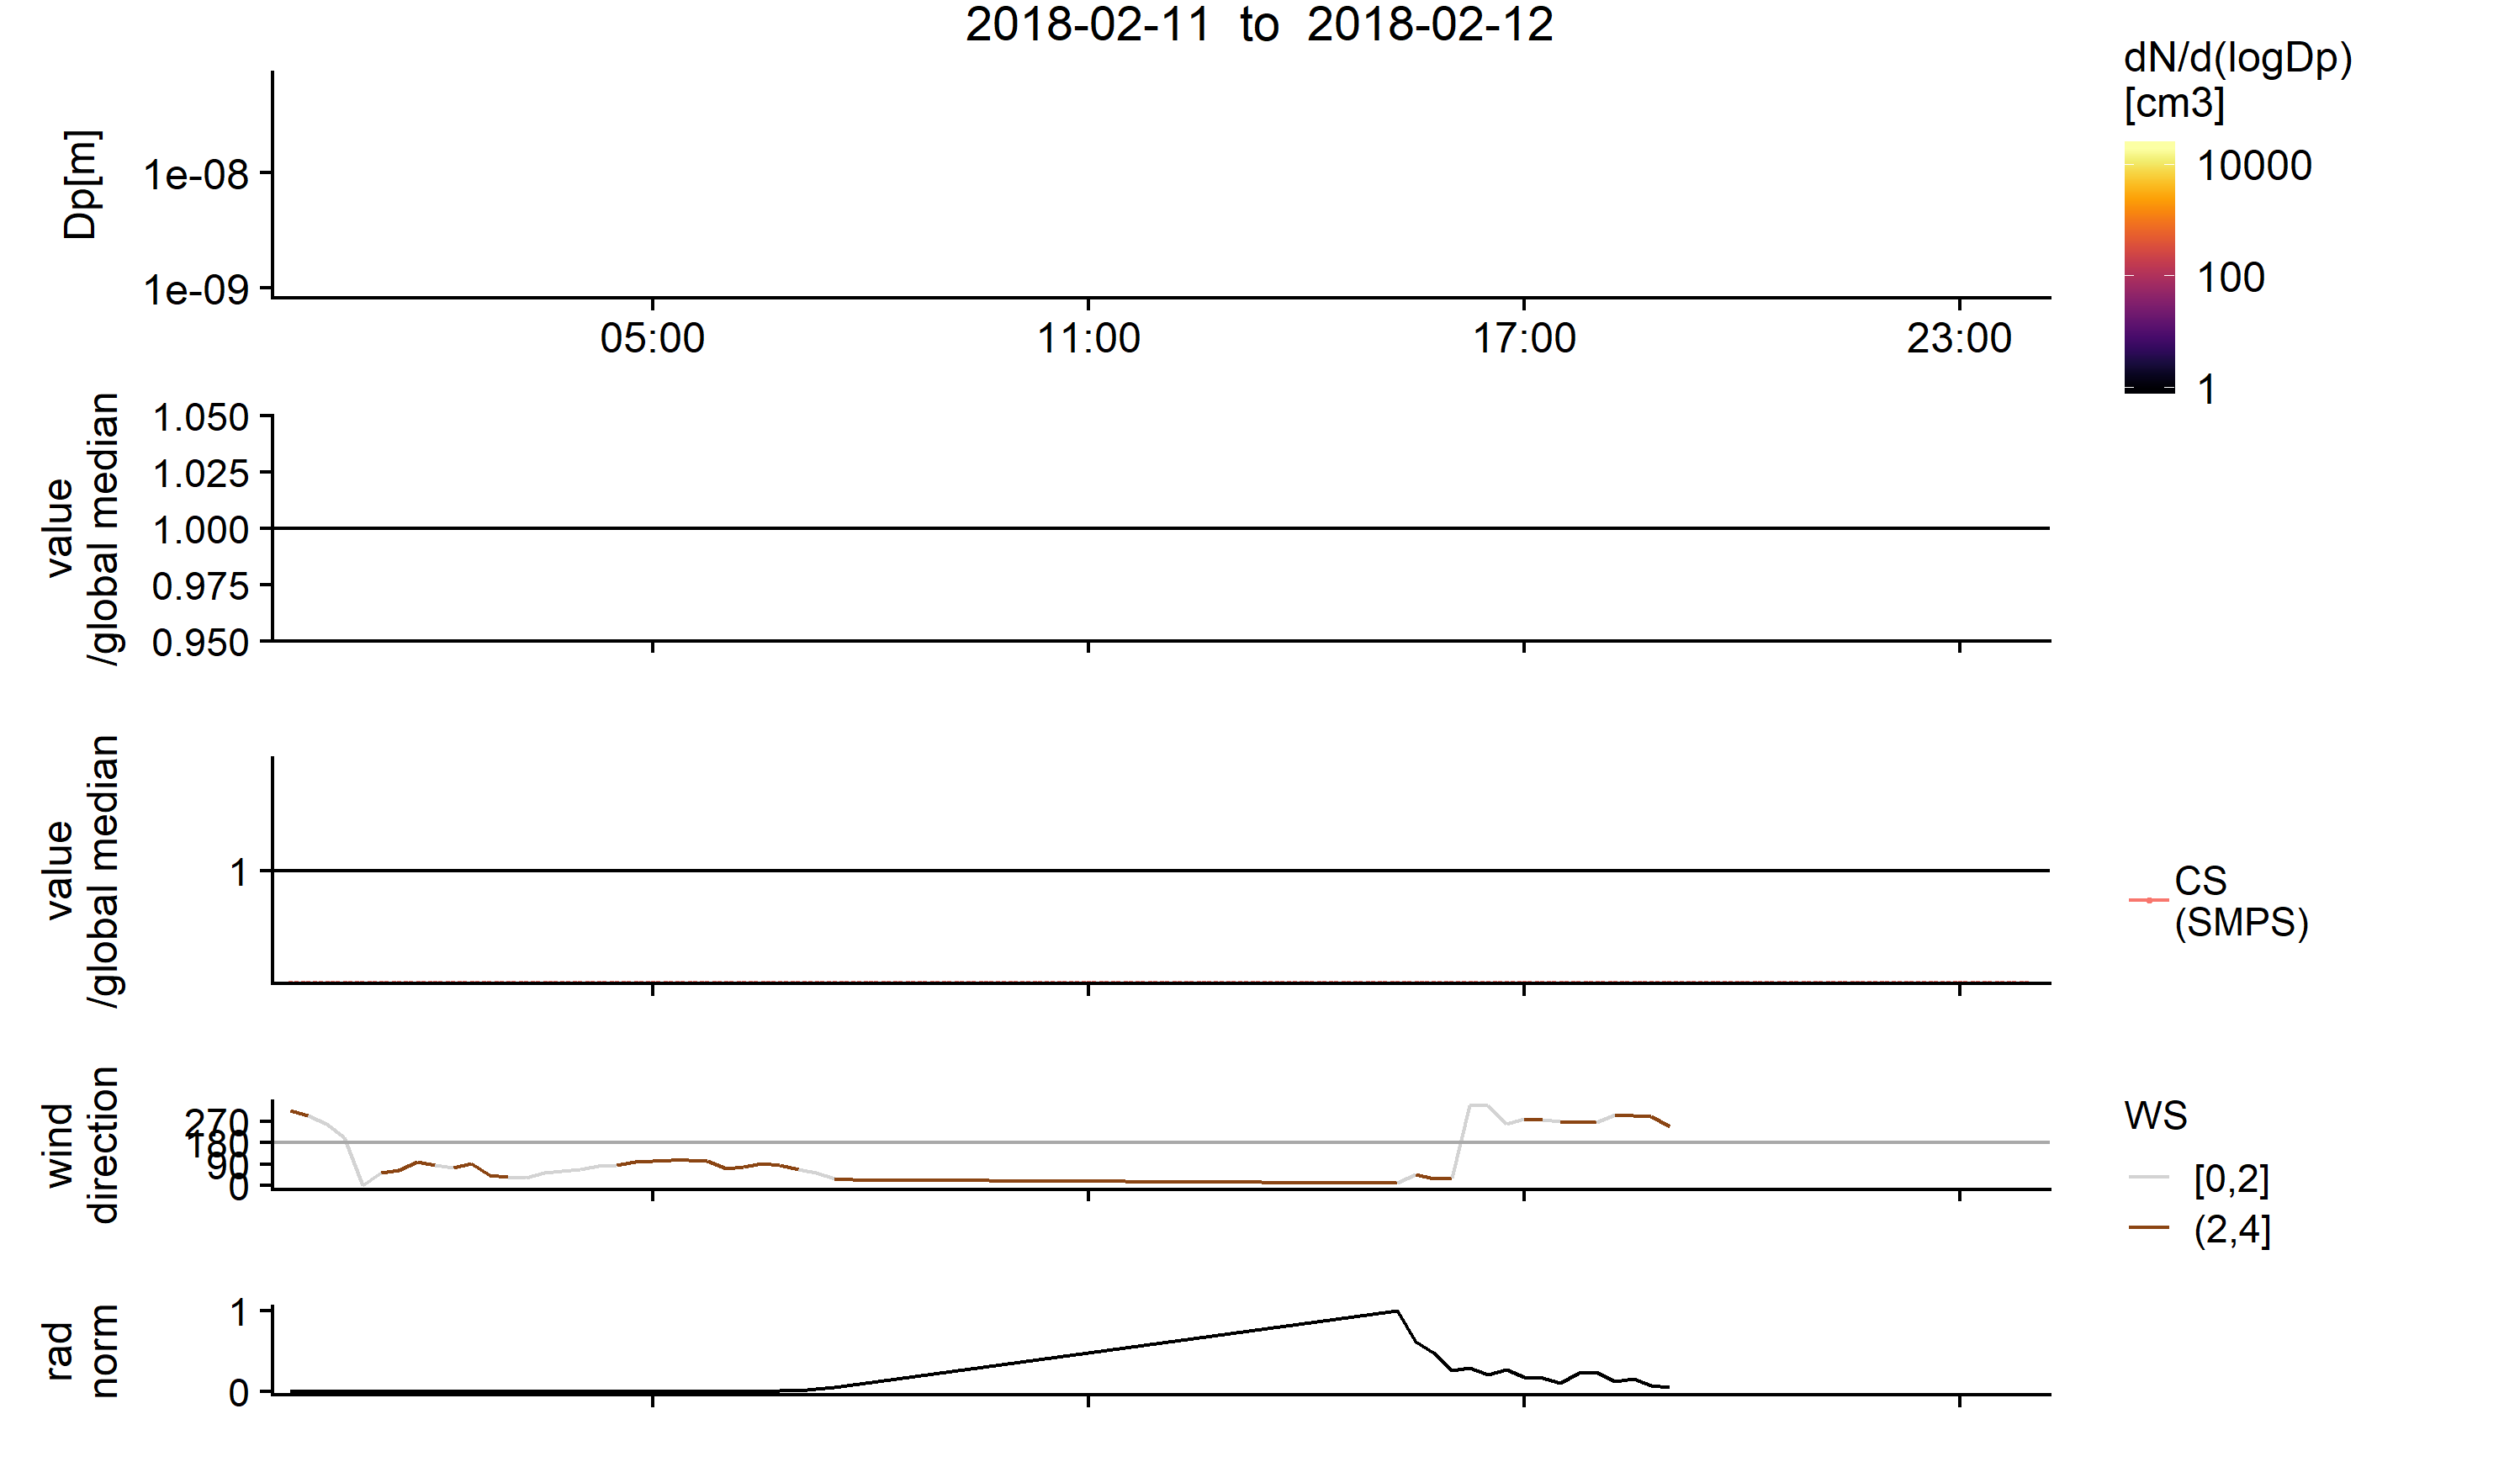 2018-02-11 to 2018-02-12
dN/d(logDp)
[cm3]
10000
100
1
Dp[m]
1e-08
1e-09
05:00
11:00
17:00
23:00
value
/global median
1.050
1.025
1.000
0.975
0.950
value
/global median
1
CS
(SMPS)
wind
direction
270
180
90
0
WS
[0,2]
(2,4]
rad
norm
1
0